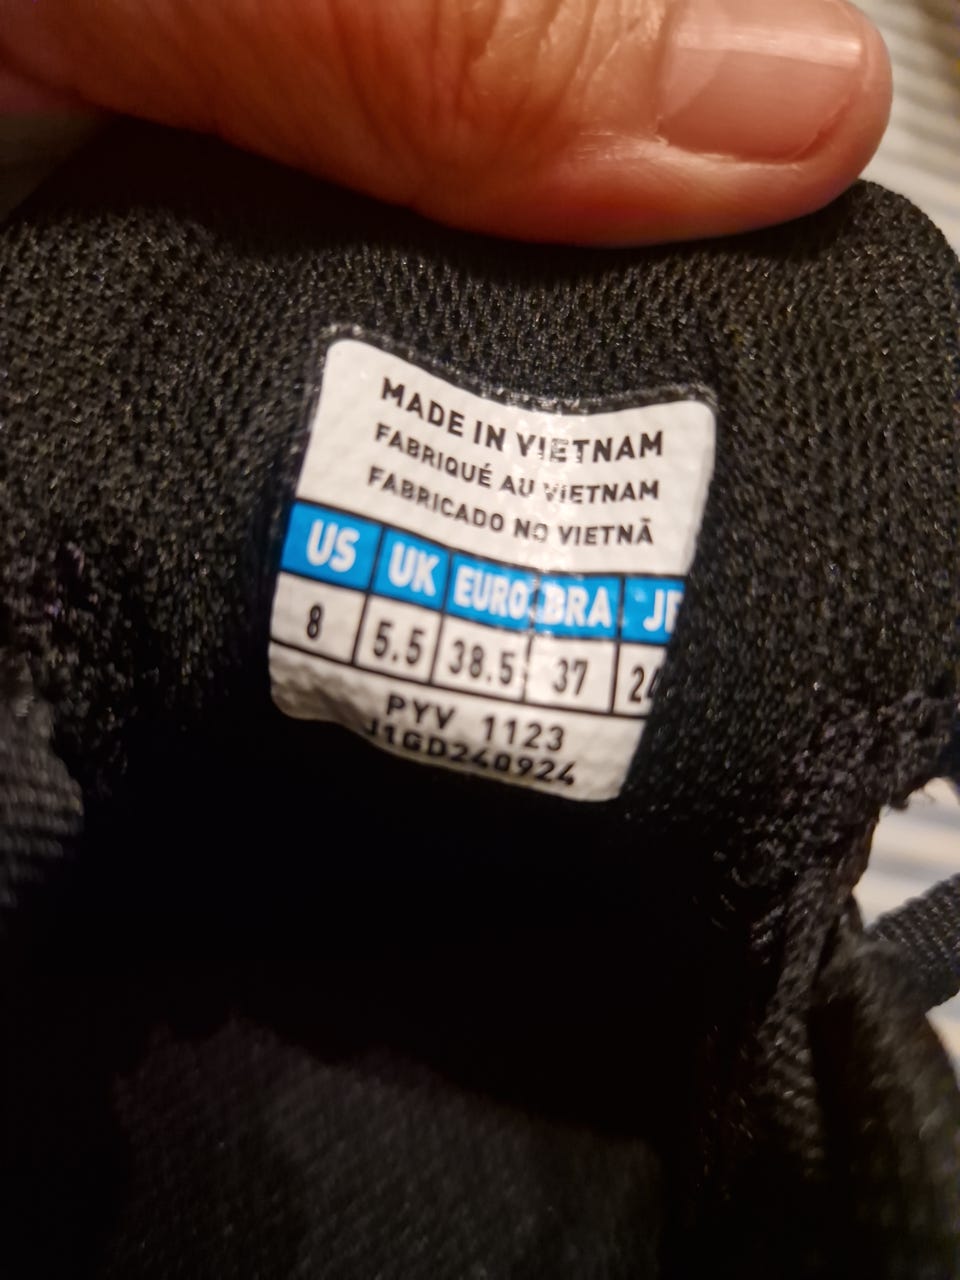 MADE IN VIETNAM
FABRIQUÉ AU VIETNAM
FABRICADO NO VIETNÃ
US UK EURO BRA
8 5.5 38.5 37
PYV 1123
J1GD240924